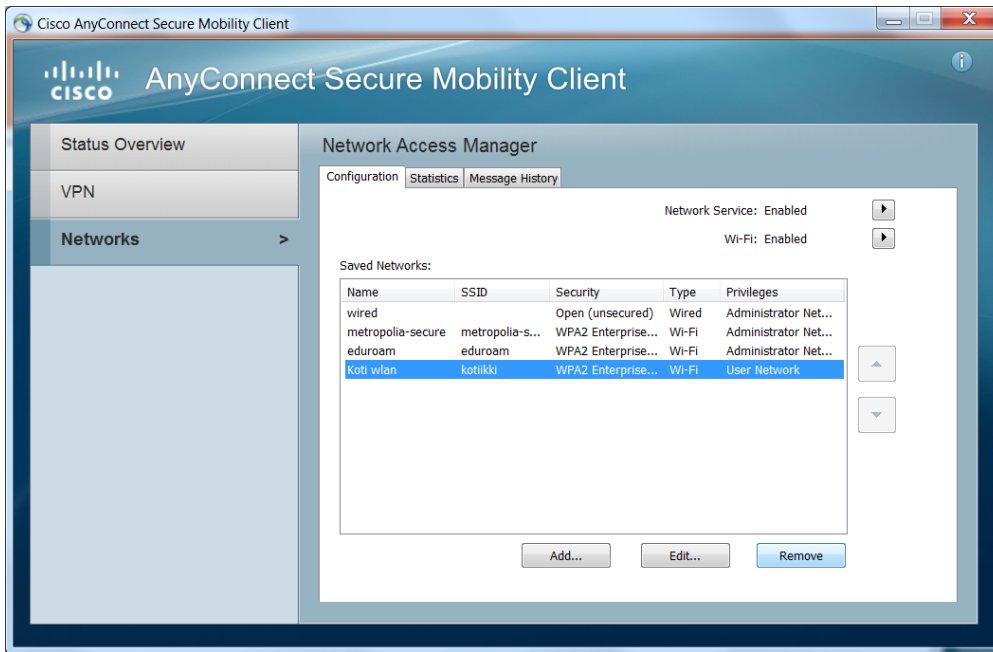 Cisco AnyConnect Secure Mobility Client
CISCO AnyConnect Secure Mobility Client
Status Overview
VPN
Networks >
Network Access Manager
Configuration Statistics Message History
Network Service: Enabled
Wi-Fi: Enabled
Saved Networks:
Name SSID Security Type Privileges
wired Open (unsecured) Wired Administrator Net...
metropolia-secure metropolia-s... WPA2 Enterprise... Wi-Fi Administrator Net...
eduroam eduroam WPA2 Enterprise... Wi-Fi Administrator Net...
Koti wlan kotiikki WPA2 Enterprise... Wi-Fi User Network
Add... Edit... Remove